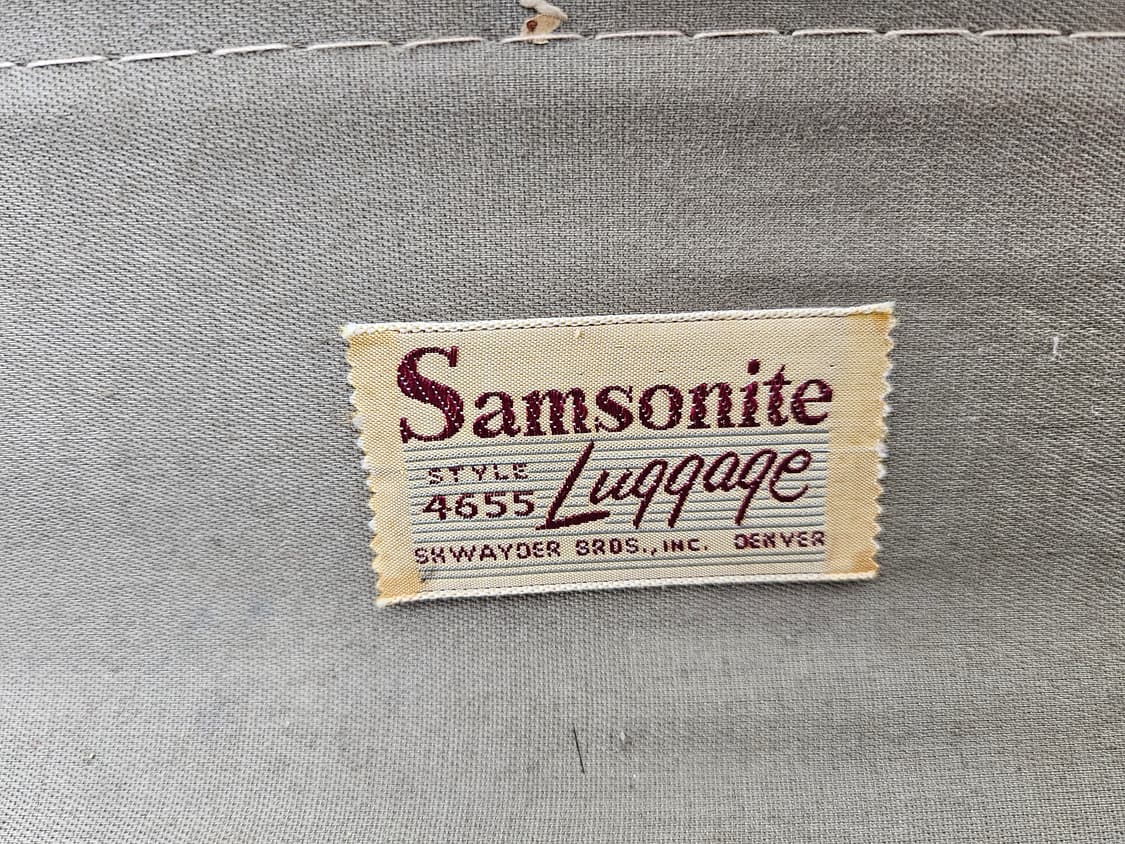 Samsonite
STYLE
4655 Luggage
SHWAYDER BROS., INC. DENVER